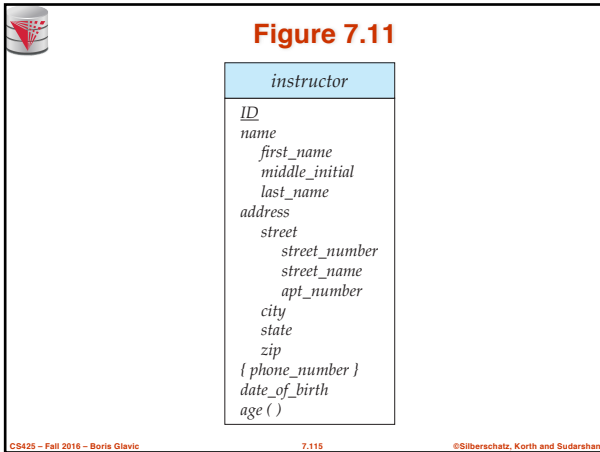 Figure 7.11
instructor
ID
name
first_name
middle_initial
last_name
address
street
street_number
street_name
apt_number
city
state
zip
{ phone_number }
date_of_birth
age ( )
CS425 – Fall 2016 – Boris Glavic 7.115 ©Silberschatz, Korth and Sudarshan